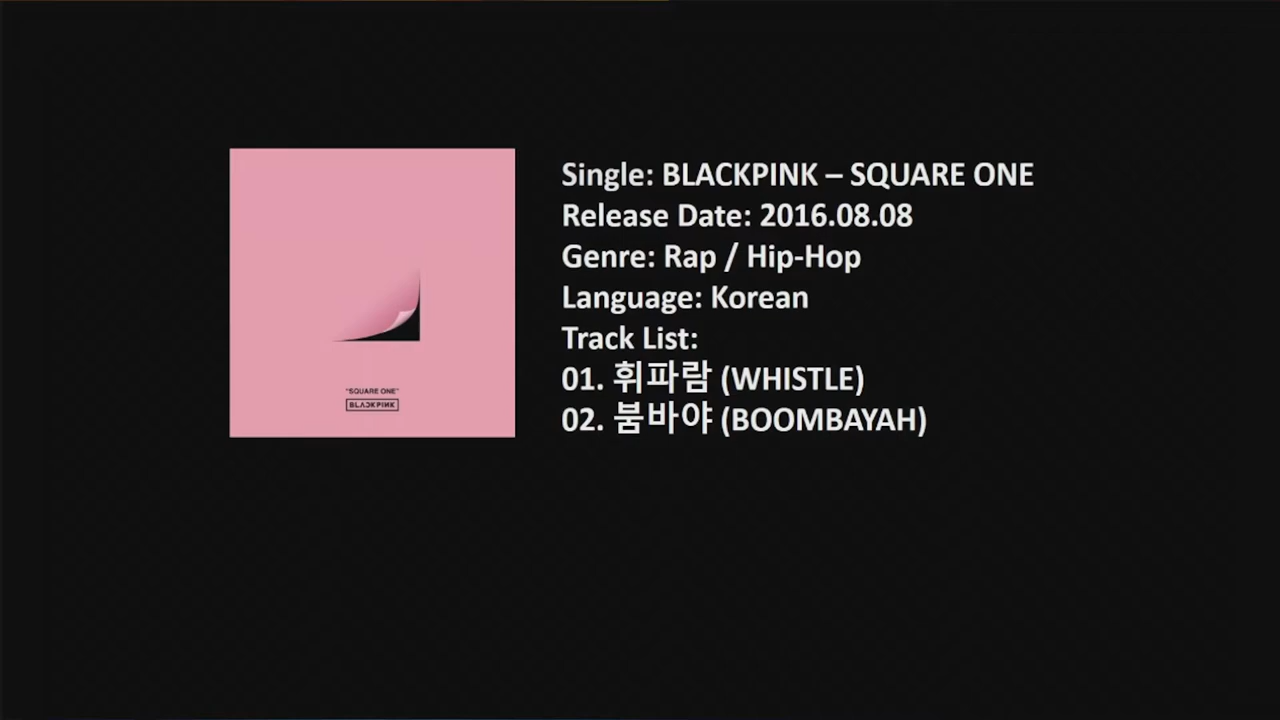 Single: BLACKPINK – SQUARE ONE
Release Date: 2016.08.08
Genre: Rap / Hip-Hop
Language: Korean
Track List:
01. 휘파람 (WHISTLE)
02. 붐바야 (BOOMBAYAH)
"SQUARE ONE"
BLACKPINK